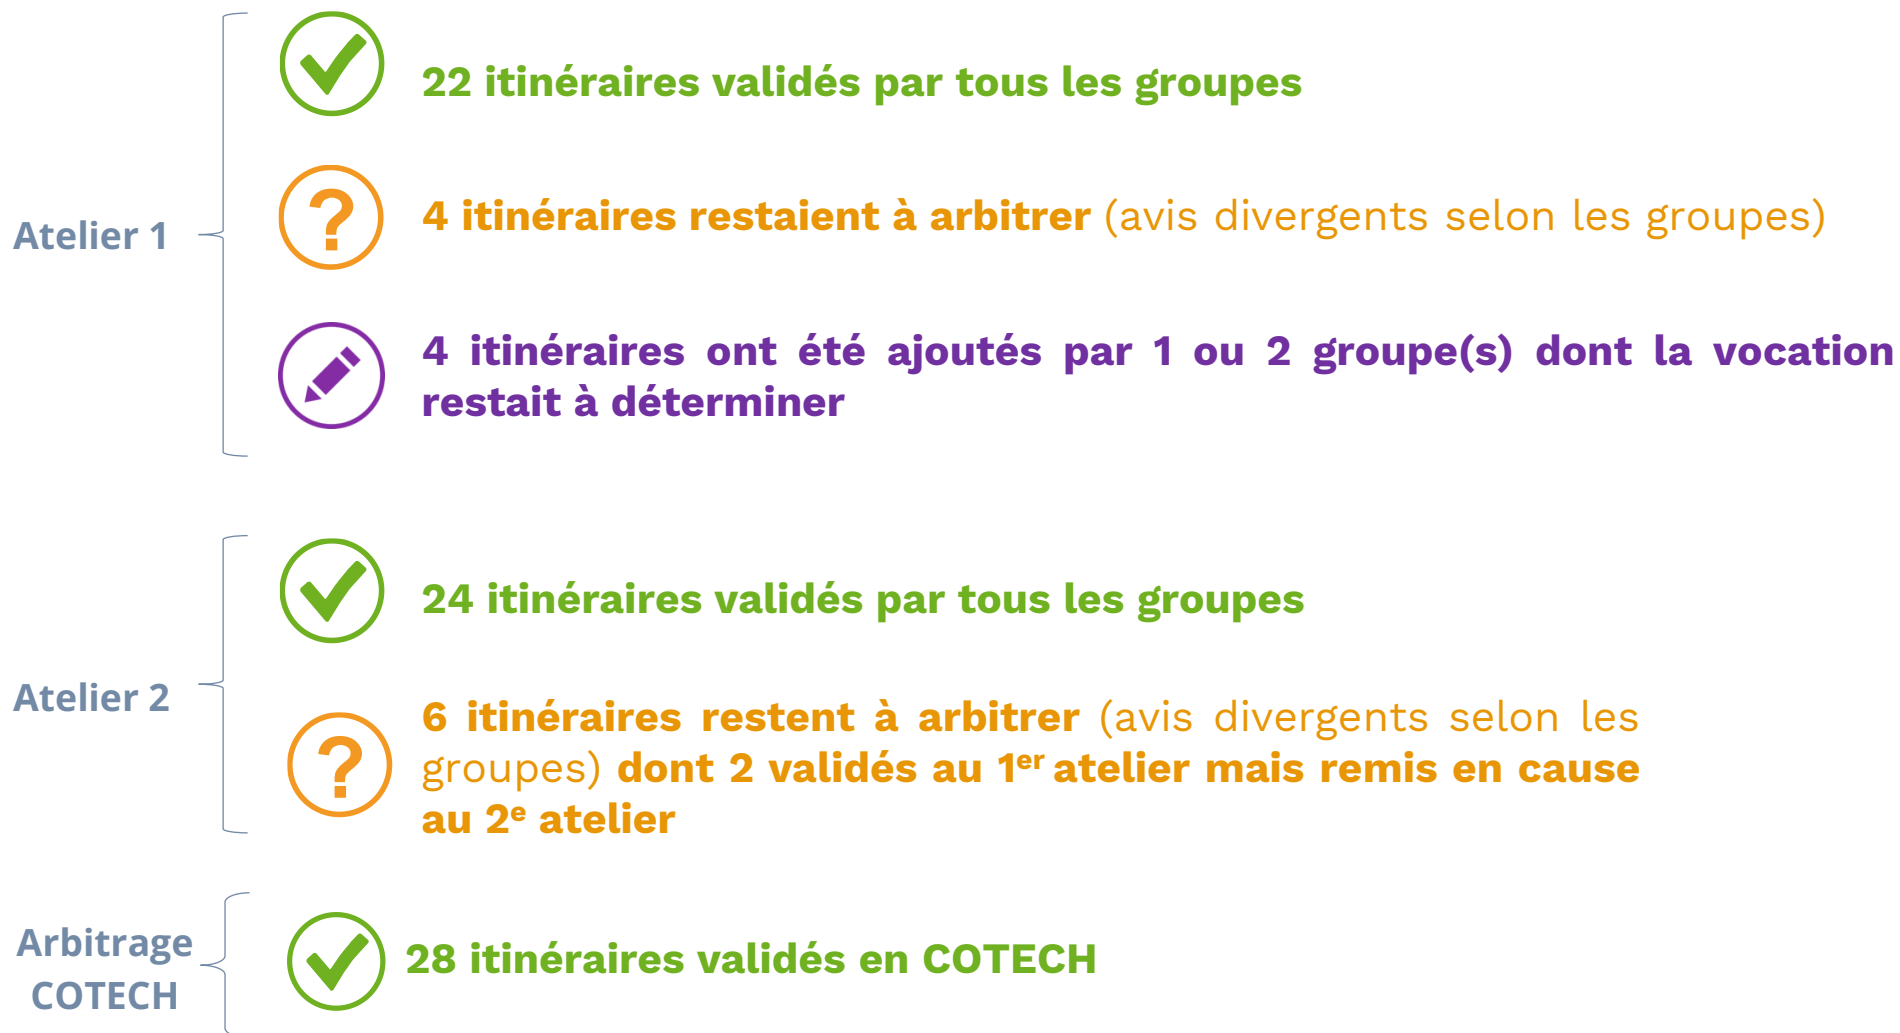 22 itinéraires validés par tous les groupes
Atelier 1
4 itinéraires restaient à arbitrer (avis divergents selon les groupes)
4 itinéraires ont été ajoutés par 1 ou 2 groupe(s) dont la vocation
restait à déterminer
24 itinéraires validés par tous les groupes
Atelier 2
6 itinéraires restent à arbitrer (avis divergents selon les
groupes) dont 2 validés au 1er atelier mais remis en cause
au 2e atelier
Arbitrage
COTECH
28 itinéraires validés en COTECH